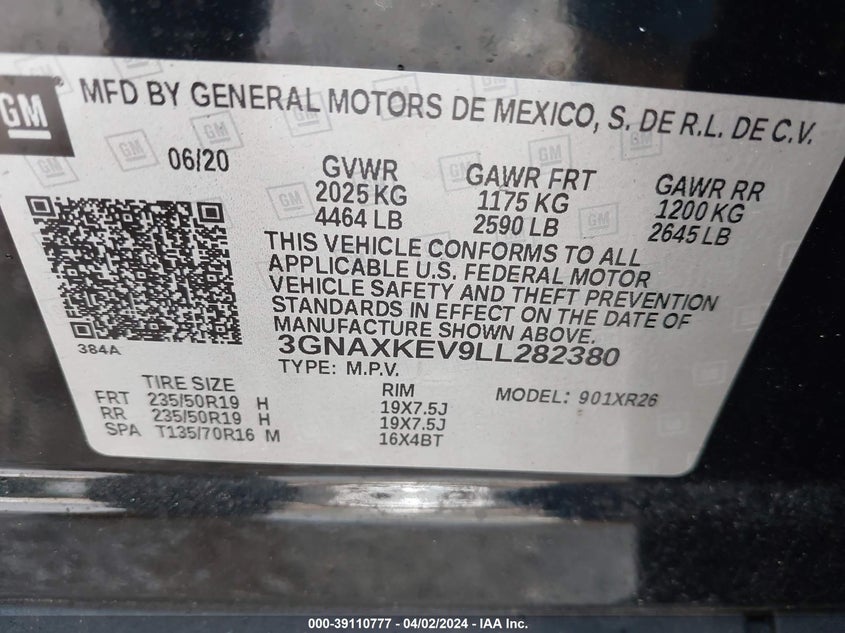 GM
MFD BY GENERAL MOTORS DE MEXICO, S. DE R.L. DE C.V.
06/20 GVWR GAWR FRT GAWR RR
2025 KG 1175 KG 1200 KG
4464 LB 2590 LB 2645 LB
THIS VEHICLE CONFORMS TO ALL
APPLICABLE U.S. FEDERAL MOTOR
VEHICLE SAFETY AND THEFT PREVENTION
STANDARDS IN EFFECT ON THE DATE OF
MANUFACTURE SHOWN ABOVE.
384A 3GNAXKEV9LL282380
TYPE: M.P.V.
TIRE SIZE RIM MODEL: 901XR26
FRT 235/50R19 H 19X7.5J
RR 235/50R19 H 19X7.5J
SPA T135/70R16 M 16X4BT
000-39110777 - 04/02/2024 - IAA Inc.